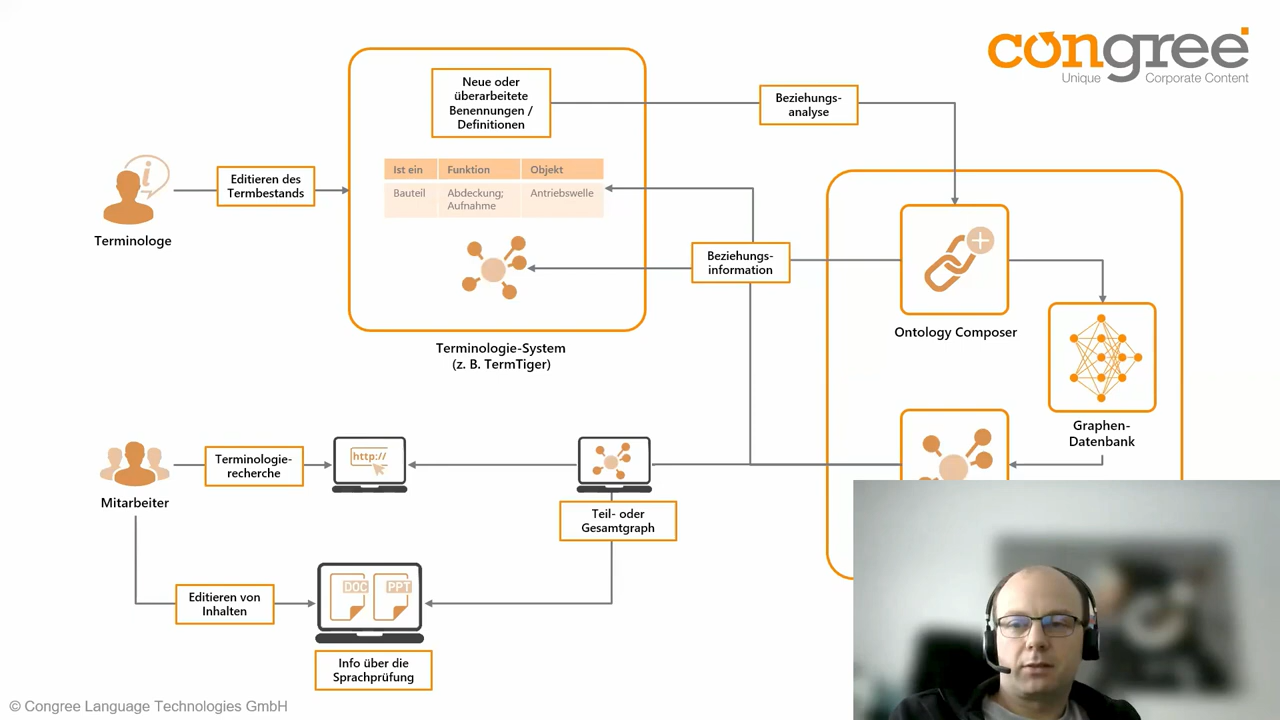 congree
Unique Corporate Content
Neue oder
überarbeitete
Benennungen /
Definitionen
Beziehungs-
analyse
Ist ein Funktion Objekt
Bauteil Abdeckung; Antriebswelle
Aufnahme
Editieren des
Termbestands
Terminologe
Beziehungs-
information
Ontology Composer
Terminologie-System
(z. B. TermTiger)
Graphen-
Datenbank
Terminologie-
recherche
http://
Mitarbeiter
Teil- oder
Gesamtgraph
Editieren von
Inhalten
DOC PPT
Info über die
Sprachprüfung
© Congree Language Technologies GmbH